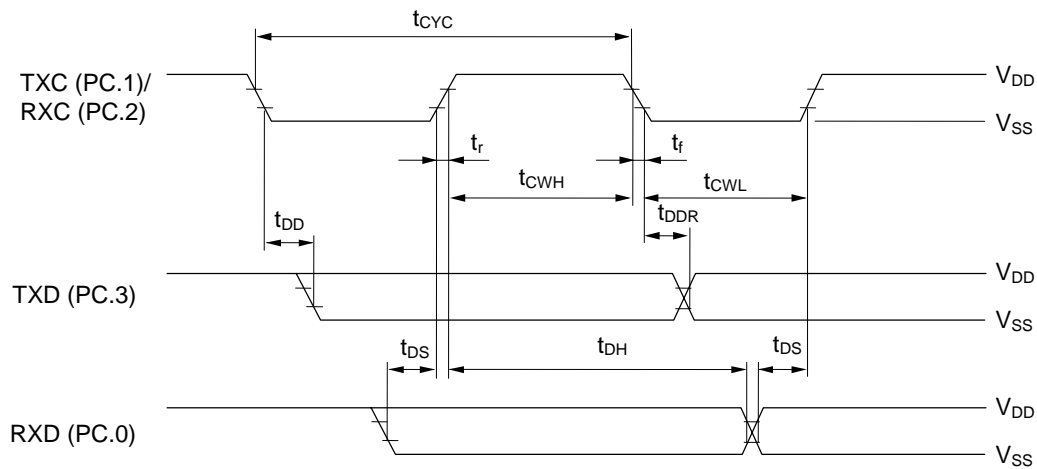 tCYC
TXC (PC.1)/
RXC (PC.2)
VDD
VSS
tr
tf
tCWH
tCWL
tDD
tDDR
TXD (PC.3)
VDD
VSS
tDS
tDH
tDS
RXD (PC.0)
VDD
VSS